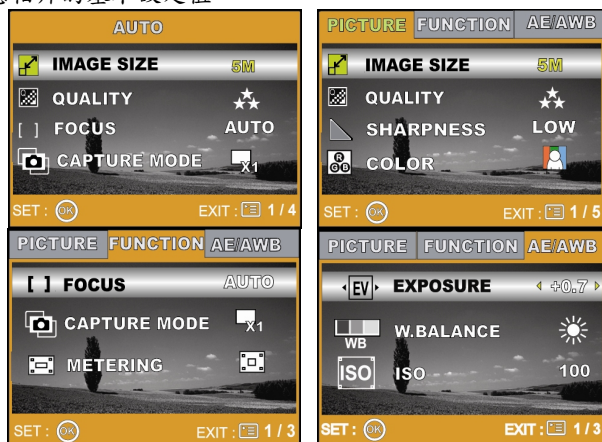 AUTO
IMAGE SIZE 5M
QUALITY
[ ] FOCUS AUTO
CAPTURE MODE X1
SET : OK EXIT : 1 / 4
PICTURE FUNCTION AE/AWB
IMAGE SIZE 5M
QUALITY
SHARPNESS LOW
RGB COLOR
SET : OK EXIT : 1 / 5
PICTURE FUNCTION AE/AWB
[ ] FOCUS AUTO
CAPTURE MODE X1
METERING
SET : OK EXIT : 1 / 3
PICTURE FUNCTION AE/AWB
EV EXPOSURE +0.7
WB W.BALANCE
ISO ISO 100
SET : OK EXIT : 1 / 3